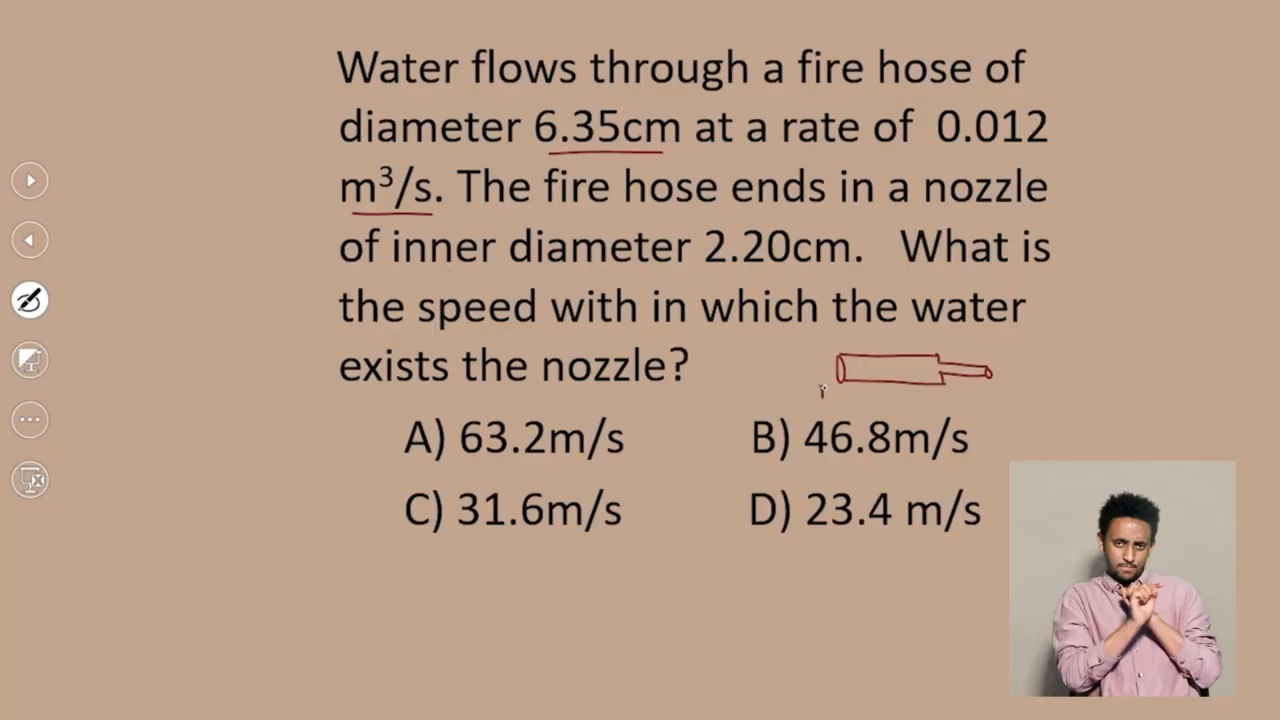 Water flows through a fire hose of
diameter 6.35cm at a rate of 0.012
m³/s. The fire hose ends in a nozzle
of inner diameter 2.20cm. What is
the speed with in which the water
exists the nozzle?
A) 63.2m/s B) 46.8m/s
C) 31.6m/s D) 23.4 m/s